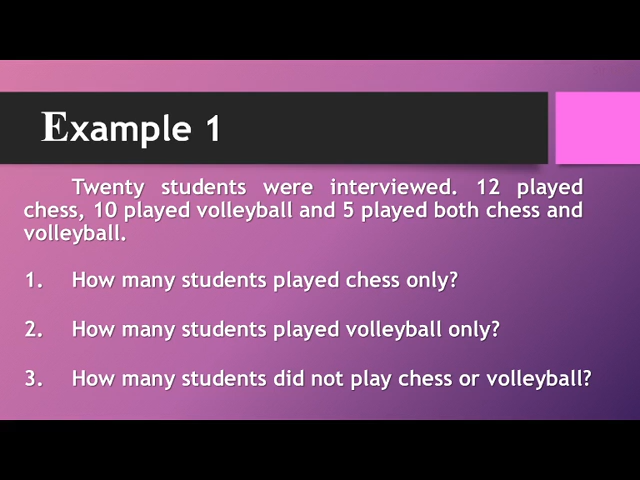 Example 1
Twenty students were interviewed. 12 played
chess, 10 played volleyball and 5 played both chess and
volleyball.
1. How many students played chess only?
2. How many students played volleyball only?
3. How many students did not play chess or volleyball?